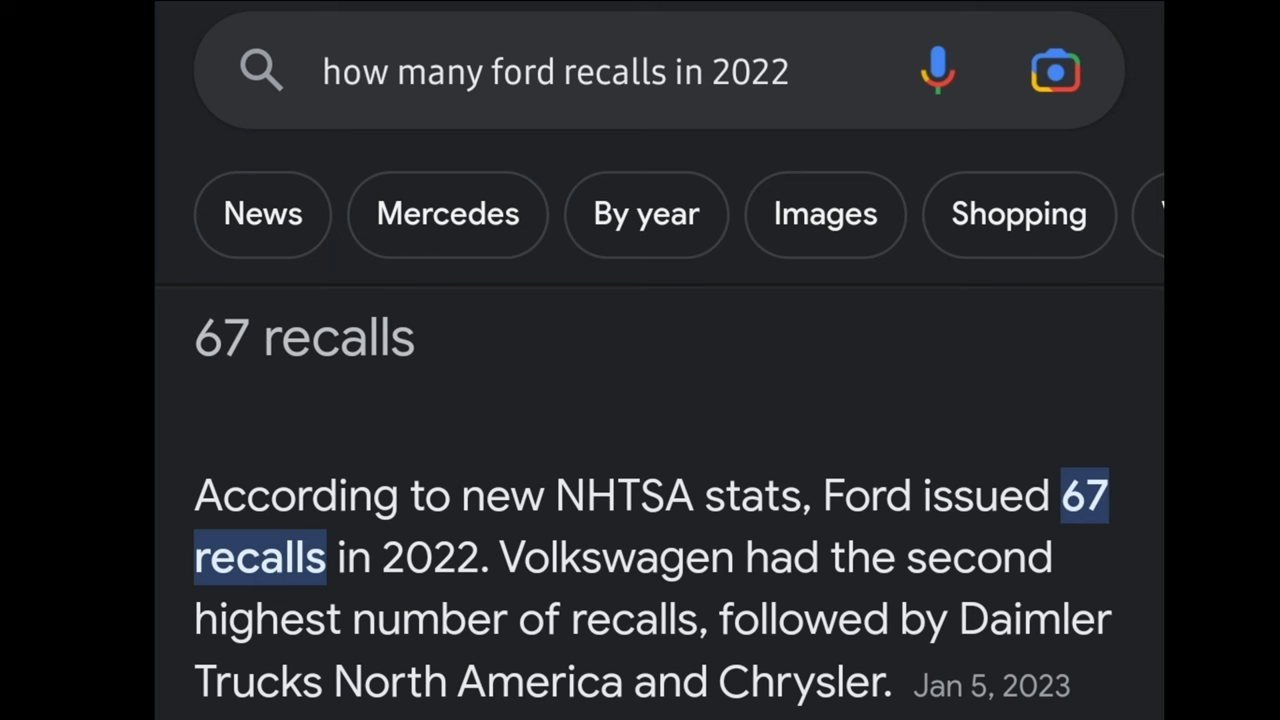 how many ford recalls in 2022
News Mercedes By year Images Shopping
67 recalls
According to new NHTSA stats, Ford issued 67
recalls in 2022. Volkswagen had the second
highest number of recalls, followed by Daimler
Trucks North America and Chrysler. Jan 5, 2023